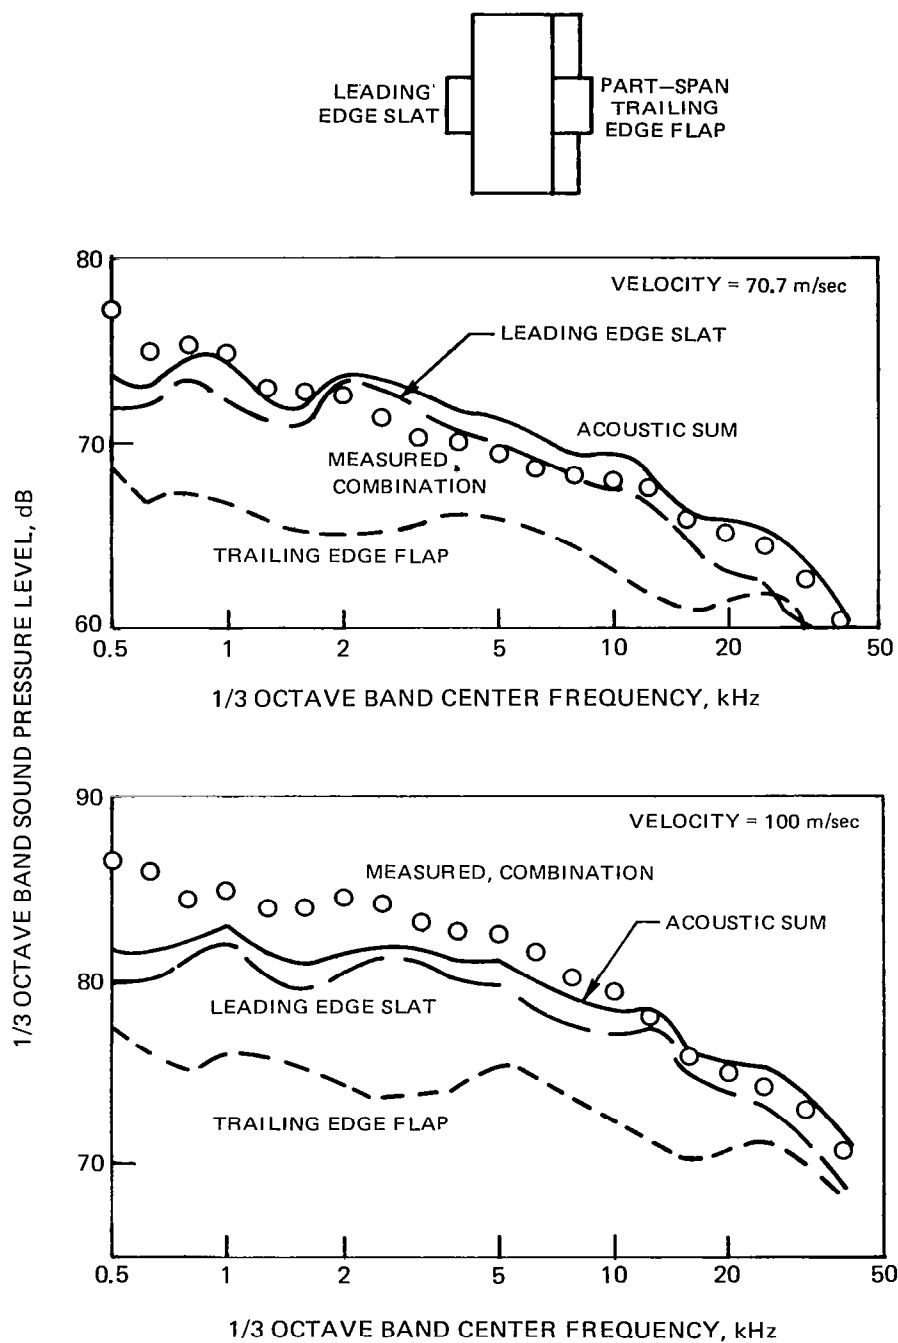 LEADING
EDGE SLAT
PART-SPAN
TRAILING
EDGE FLAP
1/3 OCTAVE BAND SOUND PRESSURE LEVEL, dB
80
70
60
VELOCITY = 70.7 m/sec
LEADING EDGE SLAT
ACOUSTIC SUM
MEASURED,
COMBINATION
TRAILING EDGE FLAP
0.5 1 2 5 10 20 50
1/3 OCTAVE BAND CENTER FREQUENCY, kHz
90
80
70
VELOCITY = 100 m/sec
MEASURED, COMBINATION
ACOUSTIC SUM
LEADING EDGE SLAT
TRAILING EDGE FLAP
0.5 1 2 5 10 20 50
1/3 OCTAVE BAND CENTER FREQUENCY, kHz